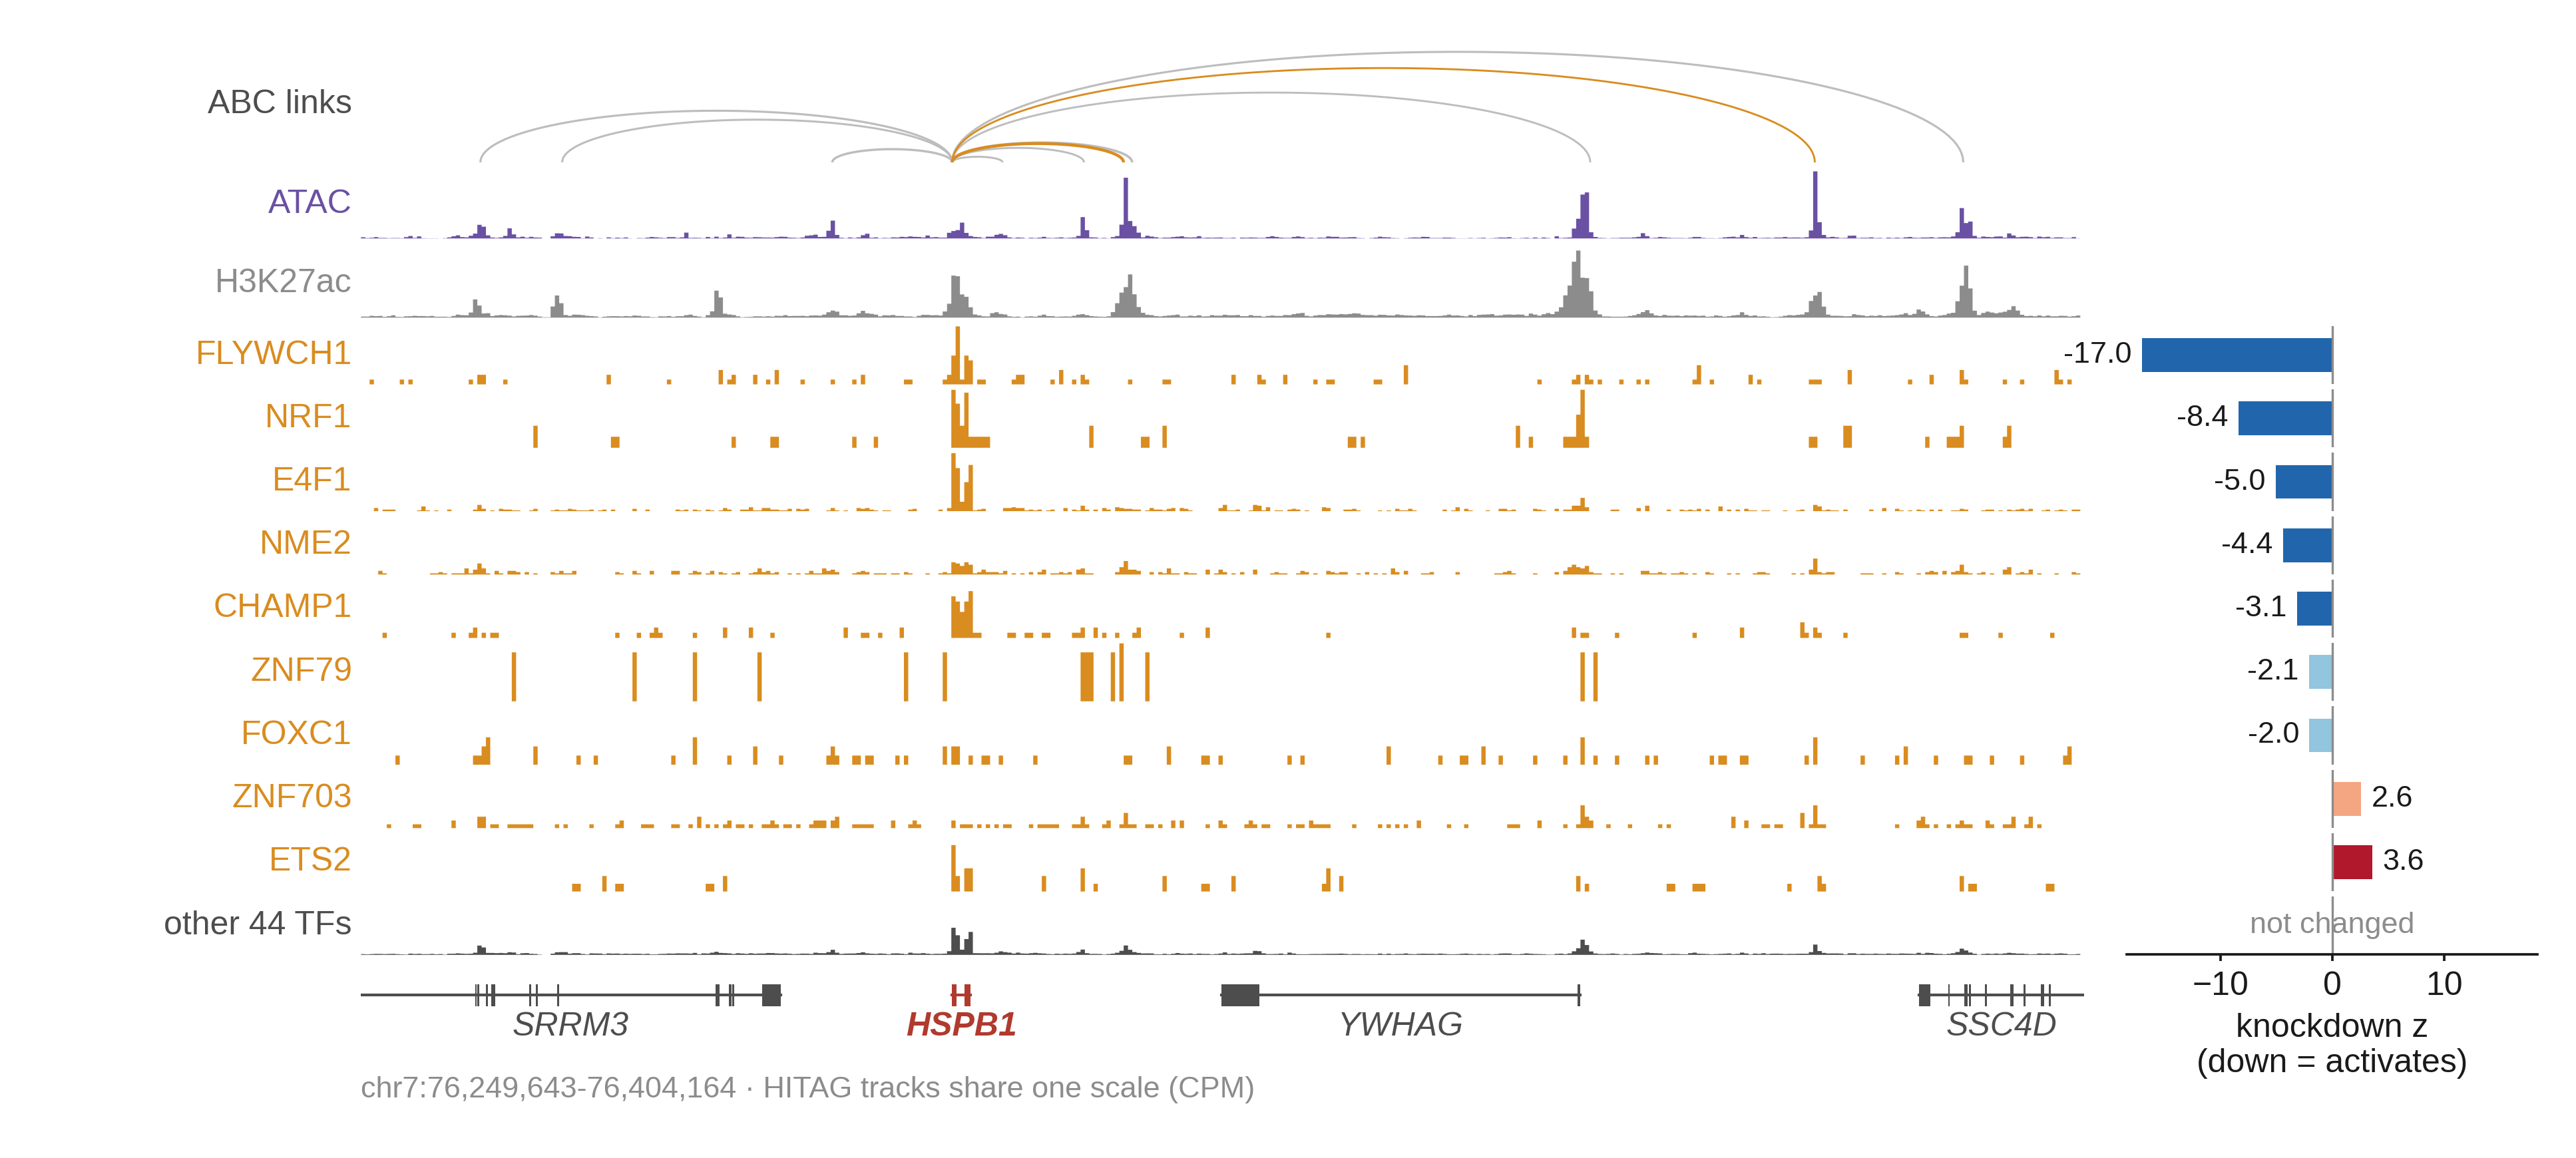 ABC links
ATAC
H3K27ac
FLYWCH1
-17.0
NRF1
-8.4
E4F1
-5.0
NME2
-4.4
CHAMP1
-3.1
ZNF79
-2.1
FOXC1
-2.0
ZNF703
2.6
ETS2
3.6
other 44 TFs
not changed
−10 0 10
SRRM3 HSPB1 YWHAG SSC4D
knockdown z
(down = activates)
chr7:76,249,643-76,404,164 · HITAG tracks share one scale (CPM)